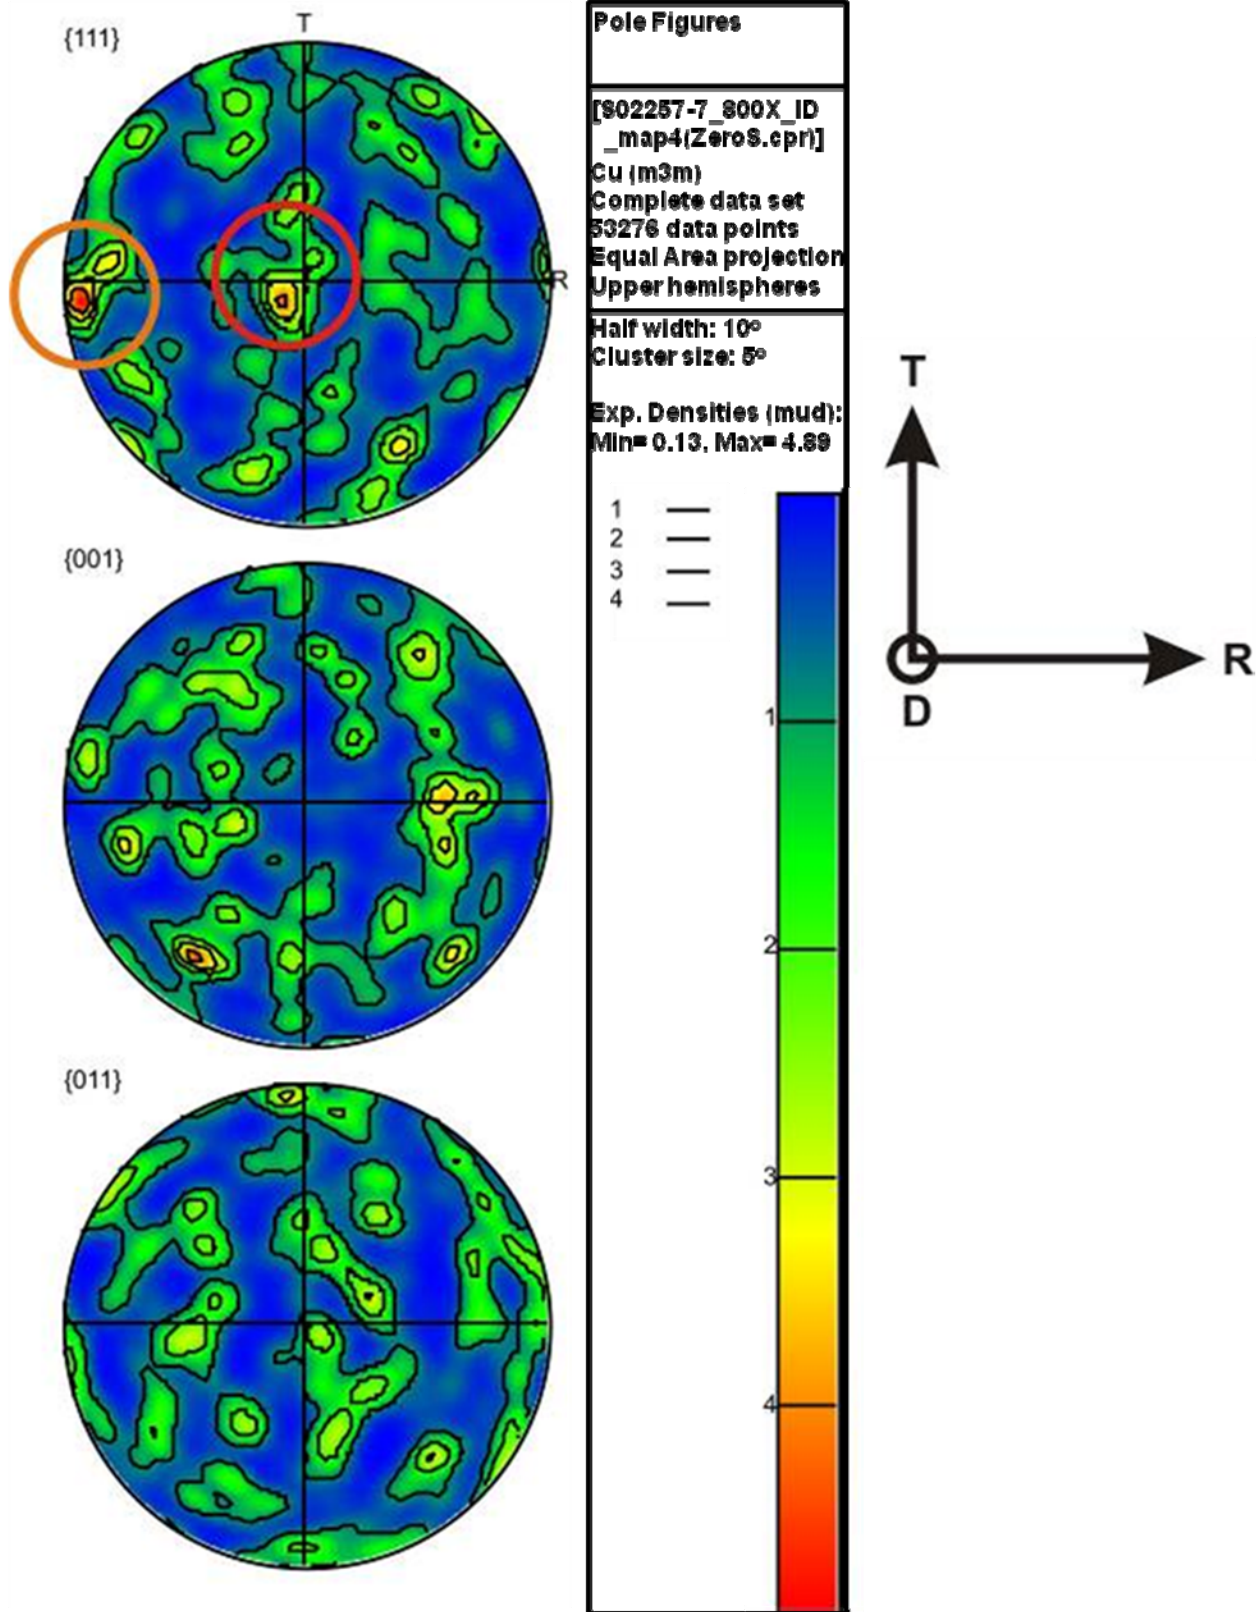 {111}
T
R
{001}
{011}
Pole Figures
[S02257-7_800X_ID
_map4(ZeroS.cpr)]
Cu (m3m)
Complete data set
53276 data points
Equal Area projection
Upper hemispheres
Half width: 10°
Cluster size: 5°
Exp. Densities (mud):
Min= 0.13, Max= 4.89
1
2
3
4
1
2
3
4
T
R
D